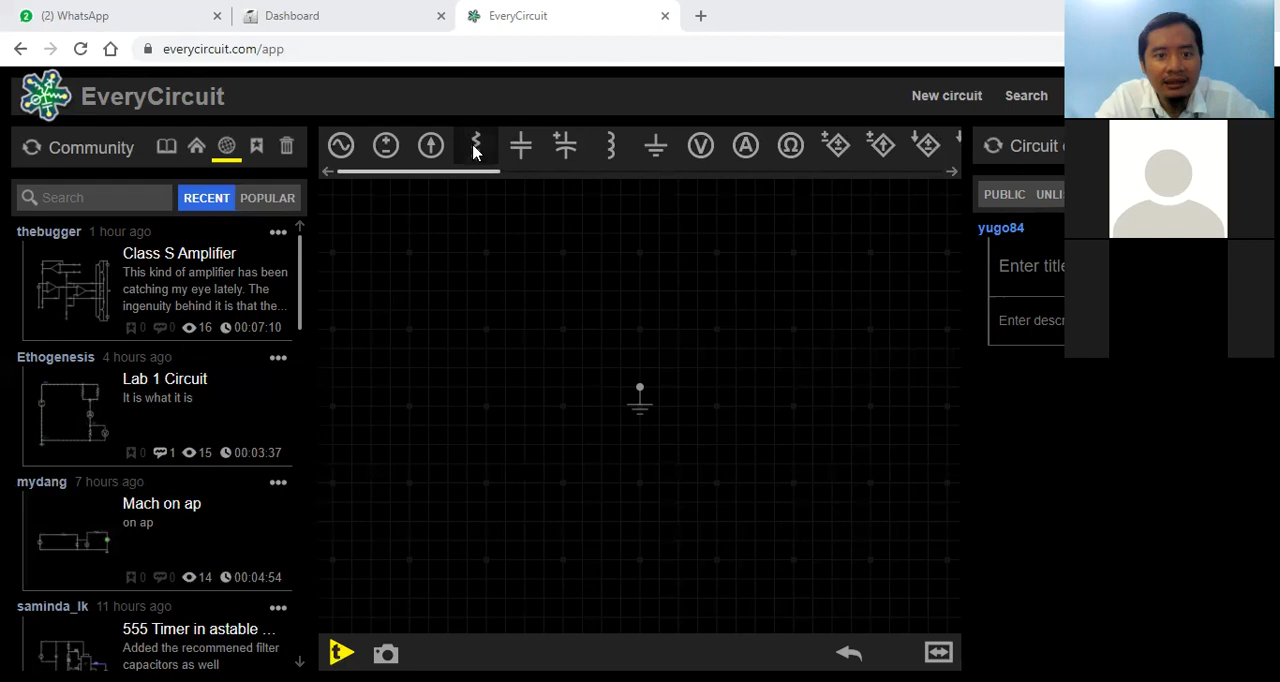 2 (2) WhatsApp
Dashboard
EveryCircuit
everycircuit.com/app
EveryCircuit
New circuit
Search
Community
Circuit
Search
RECENT
POPULAR
PUBLIC
UNLI
thebugger 1 hour ago
Class S Amplifier
This kind of amplifier has been
catching my eye lately. The
ingenuity behind it is that the...
0 0 16 00:07:10
yugo84
Enter title
Enter descr
Ethogenesis 4 hours ago
Lab 1 Circuit
It is what it is
0 1 15 00:03:37
mydang 7 hours ago
Mach on ap
on ap
0 0 14 00:04:54
saminda_lk 11 hours ago
555 Timer in astable ...
Added the recommened filter
capacitors as well
V A Ω
t